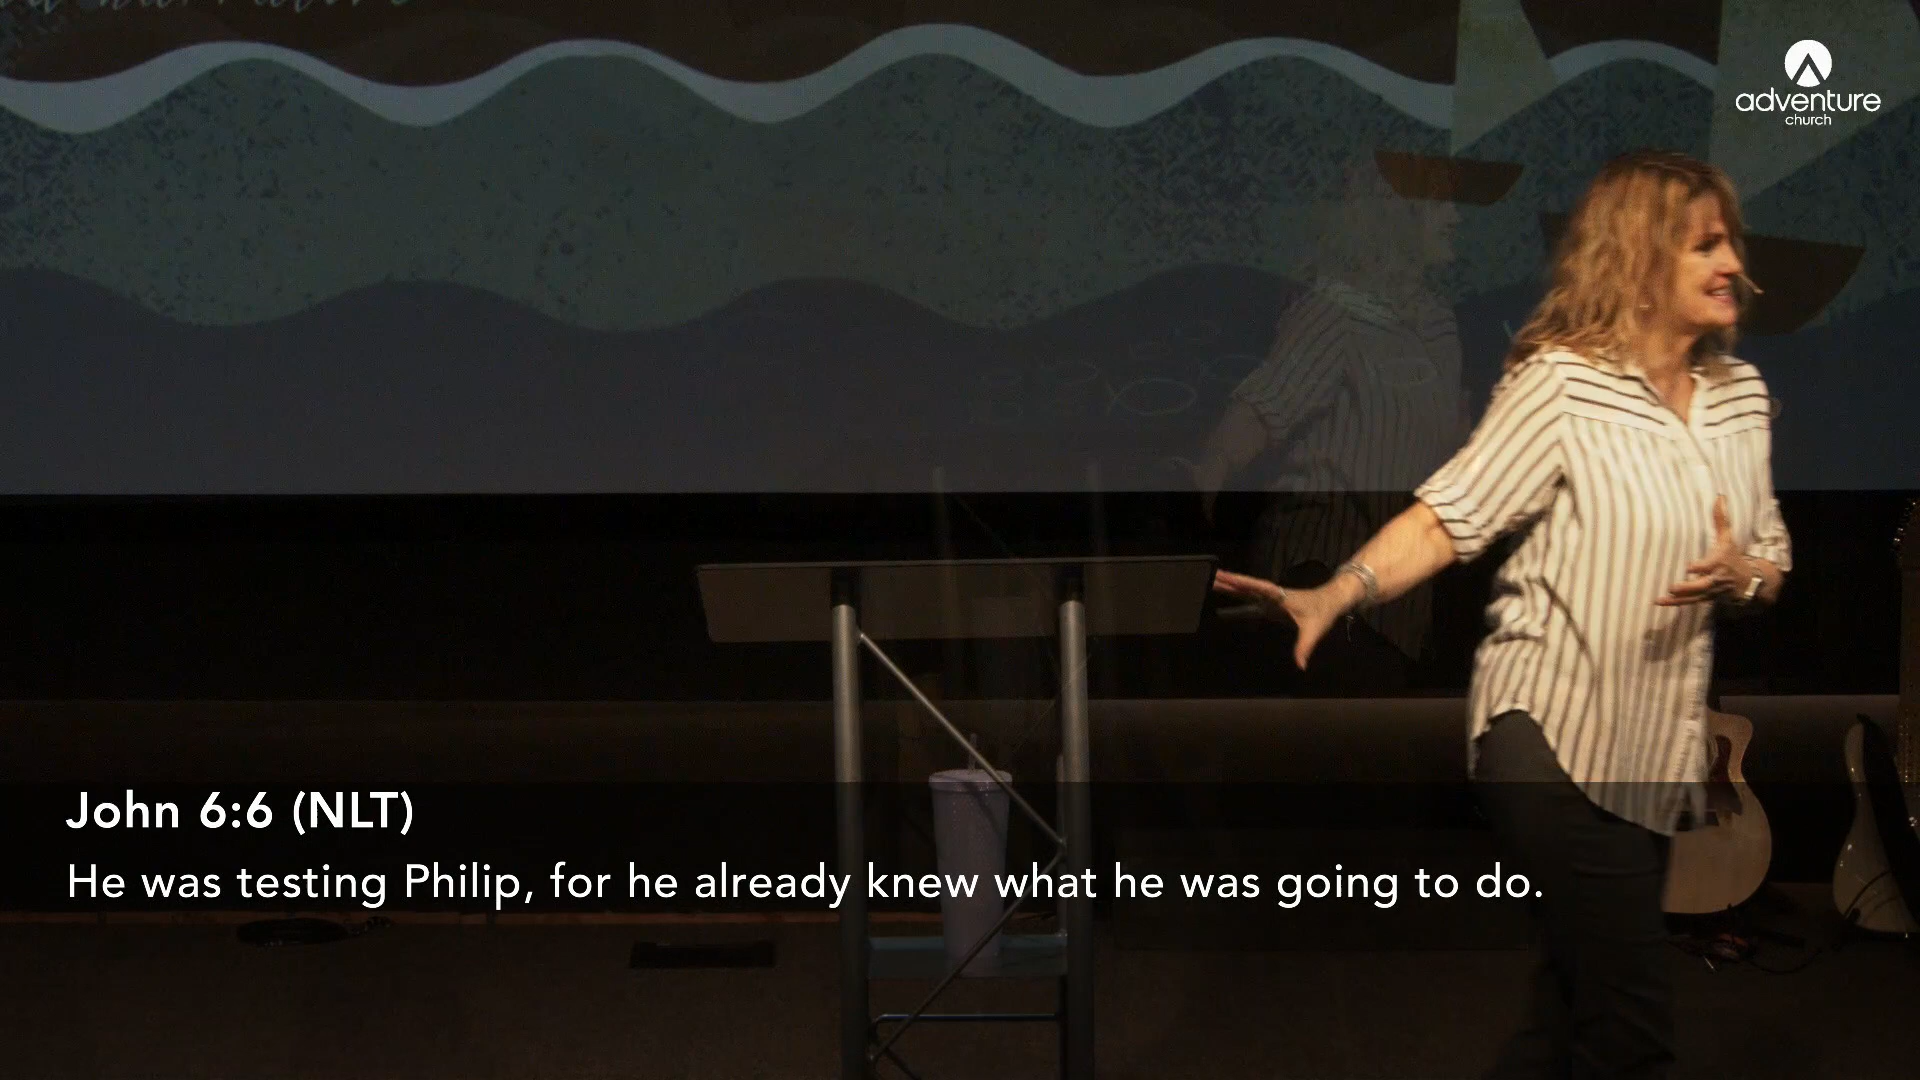 adventure
church
John 6:6 (NLT)
He was testing Philip, for he already knew what he was going to do.